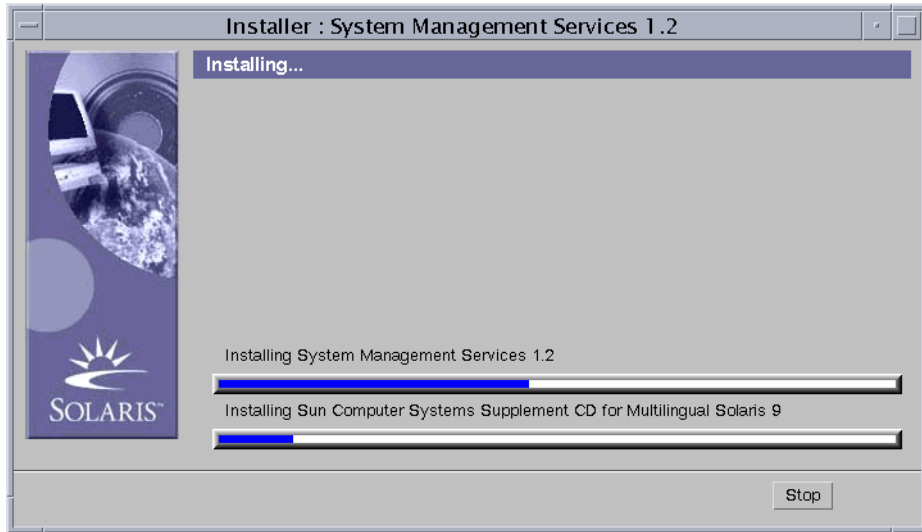 Installer : System Management Services 1.2
Installing...
Installing System Management Services 1.2
Installing Sun Computer Systems Supplement CD for Multilingual Solaris 9
SOLARIS™
Stop